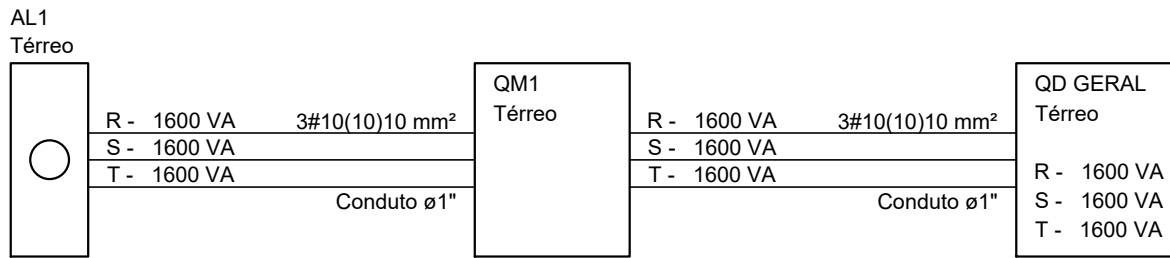 AL1
Térreo
R - 1600 VA 3#10(10)10 mm²
S - 1600 VA
T - 1600 VA
Conduto ø1"
QM1
Térreo
R - 1600 VA 3#10(10)10 mm²
S - 1600 VA
T - 1600 VA
Conduto ø1"
QD GERAL
Térreo
R - 1600 VA
S - 1600 VA
T - 1600 VA